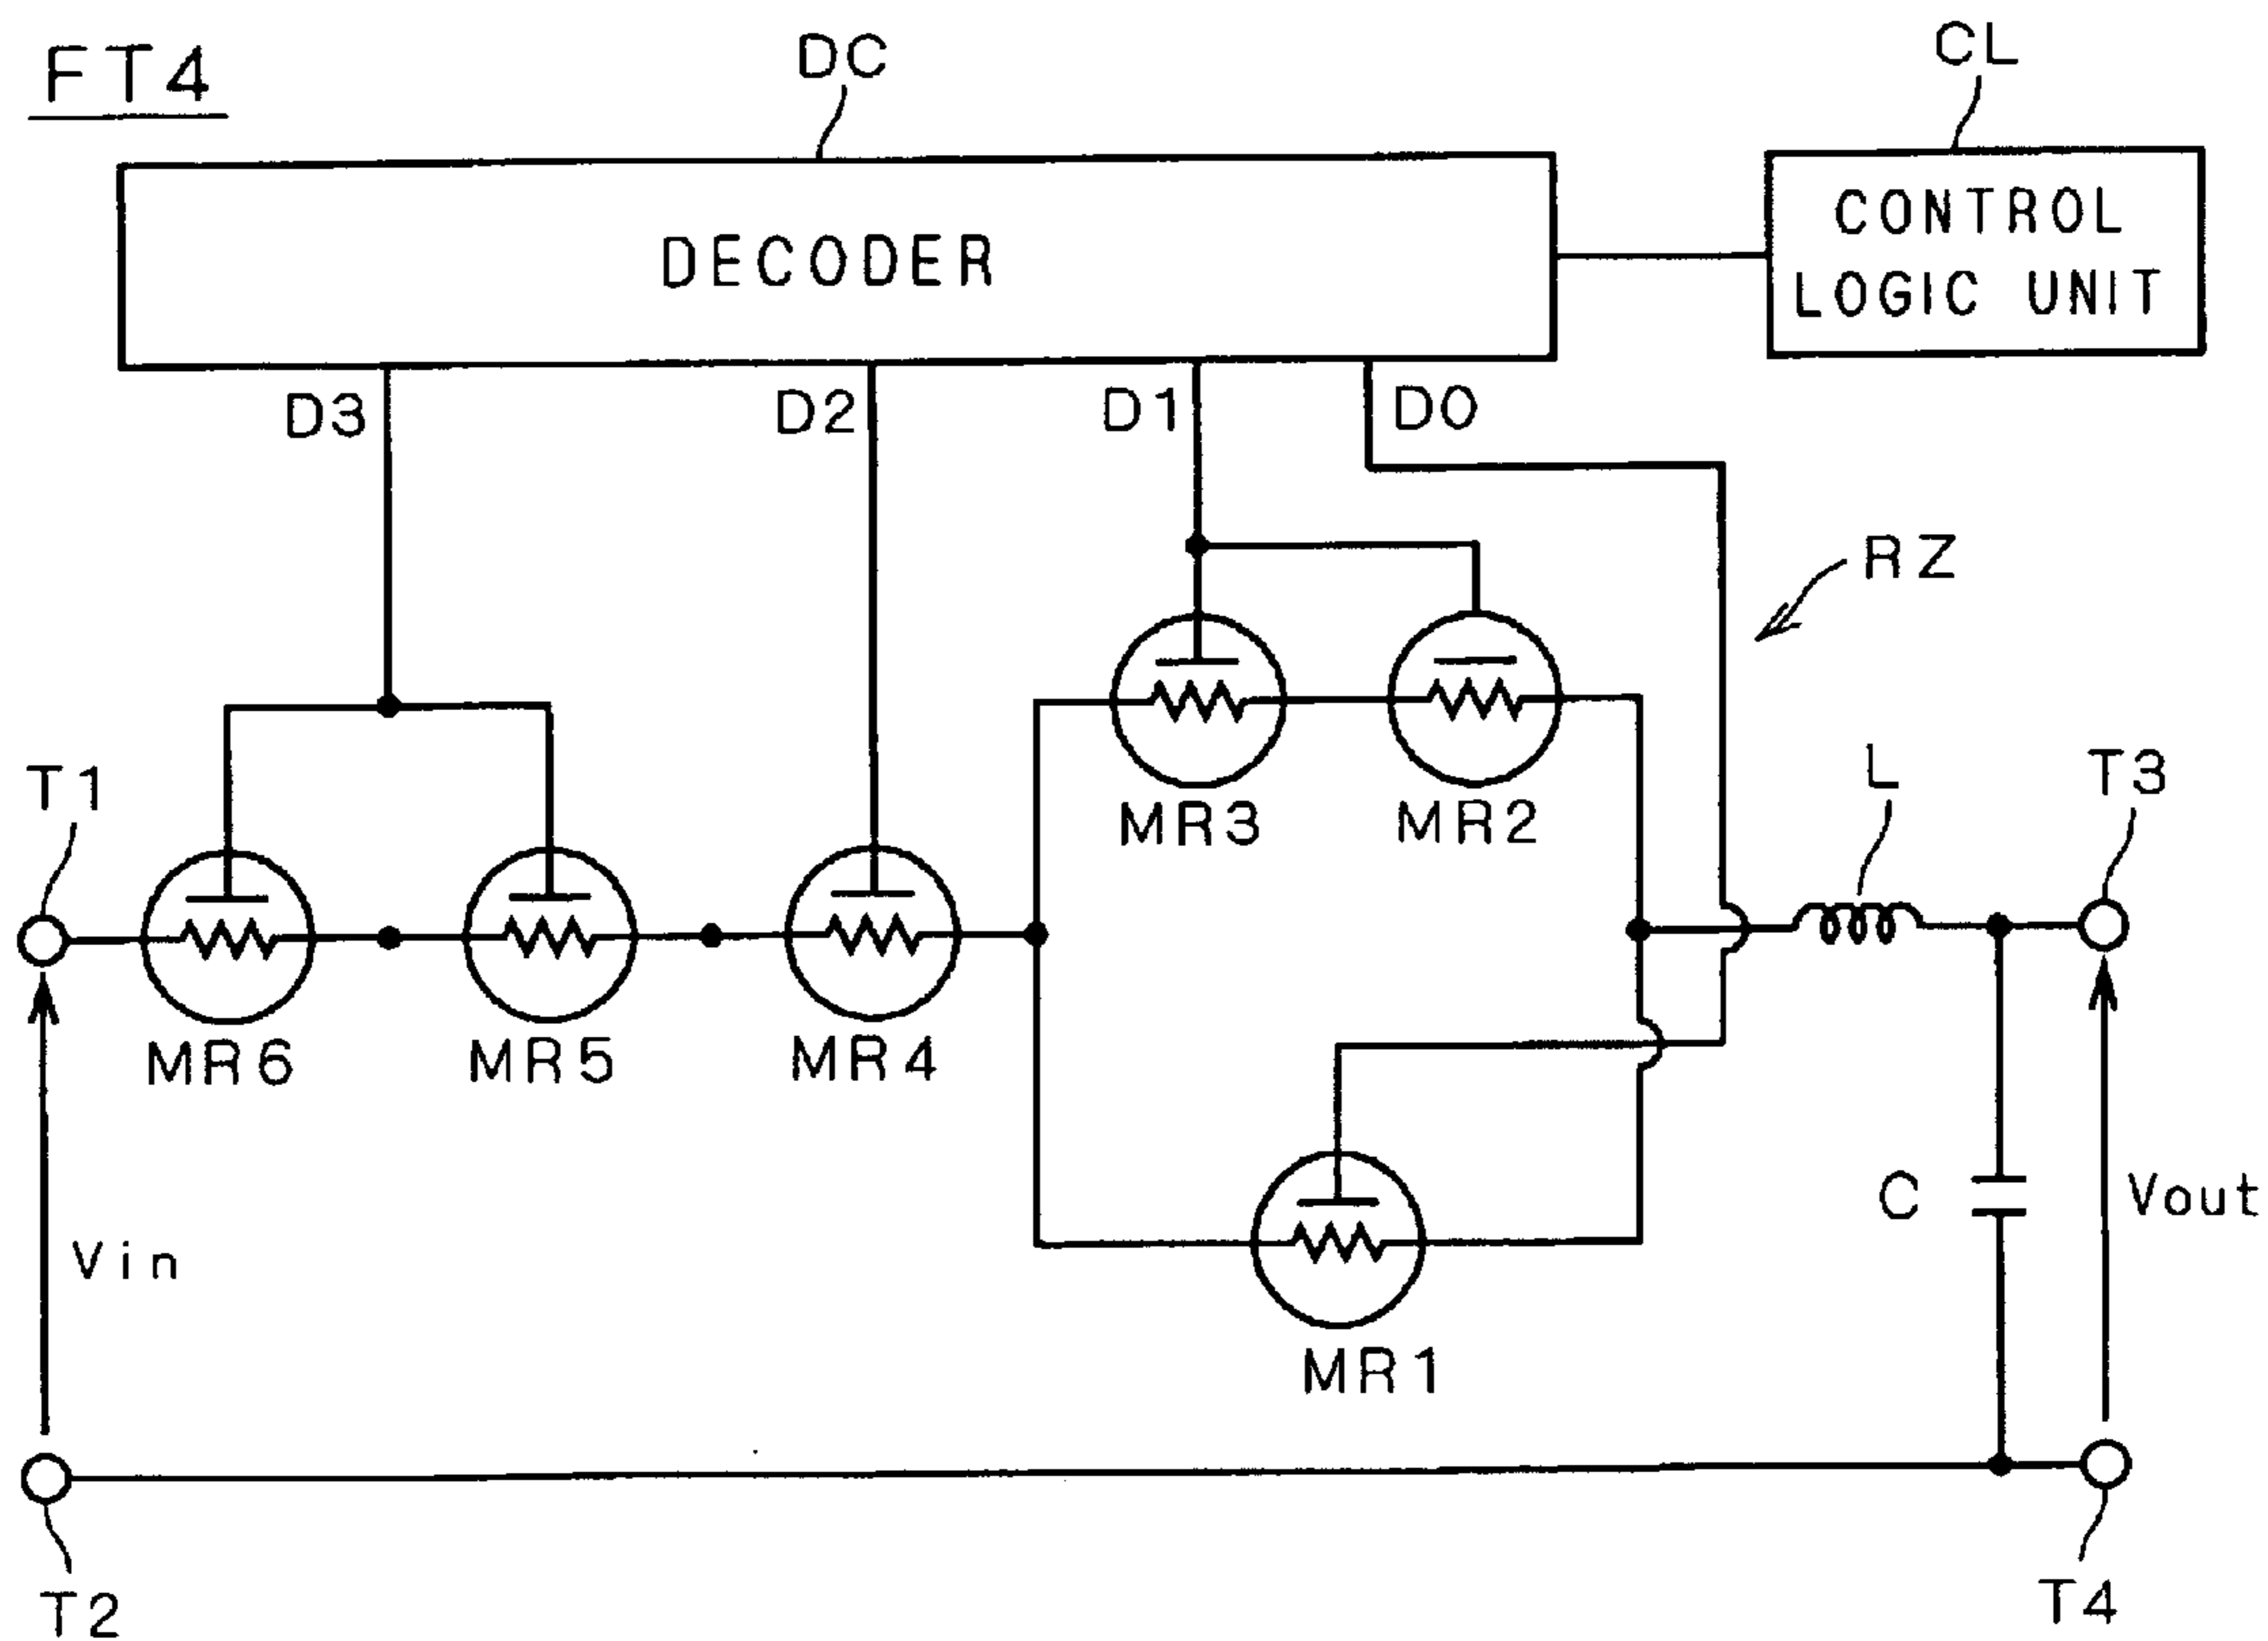 FT4
DC
CL
DECODER
CONTROL
LOGIC UNIT
D3
D2
D1
D0
RZ
MR3
MR2
T1
L
T3
MR6
MR5
MR4
C
Vout
Vin
MR1
T2
T4